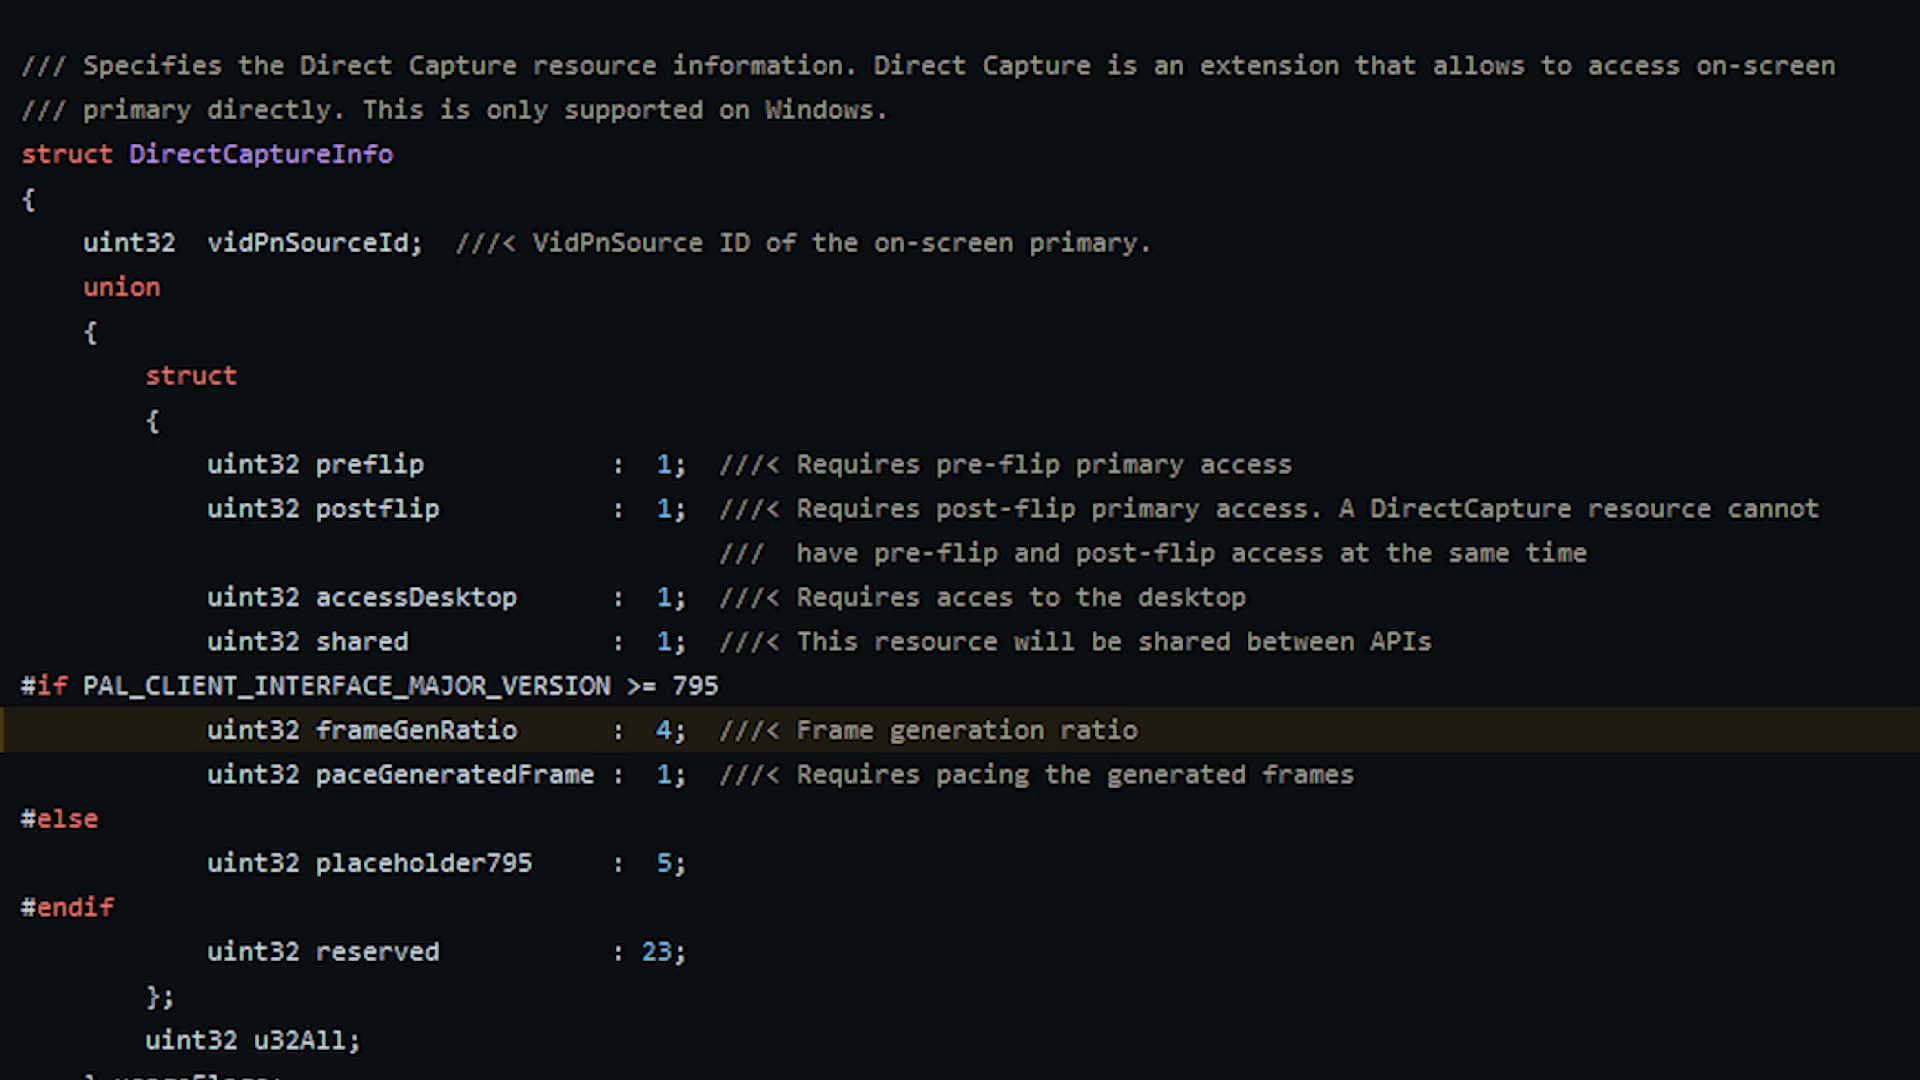 /// Specifies the Direct Capture resource information. Direct Capture is an extension that allows to access on-screen
/// primary directly. This is only supported on Windows.
struct DirectCaptureInfo
{
    uint32  vidPnSourceId;  ///< VidPnSource ID of the on-screen primary.
    union
    {
        struct
        {
            uint32 preflip            :  1;  ///< Requires pre-flip primary access
            uint32 postflip           :  1;  ///< Requires post-flip primary access. A DirectCapture resource cannot
                                             ///  have pre-flip and post-flip access at the same time
            uint32 accessDesktop      :  1;  ///< Requires acces to the desktop
            uint32 shared             :  1;  ///< This resource will be shared between APIs
#if PAL_CLIENT_INTERFACE_MAJOR_VERSION >= 795
            uint32 frameGenRatio      :  4;  ///< Frame generation ratio
            uint32 paceGeneratedFrame :  1;  ///< Requires pacing the generated frames
#else
            uint32 placeholder795     :  5;
#endif
            uint32 reserved           : 23;
        };
        uint32 u32All;